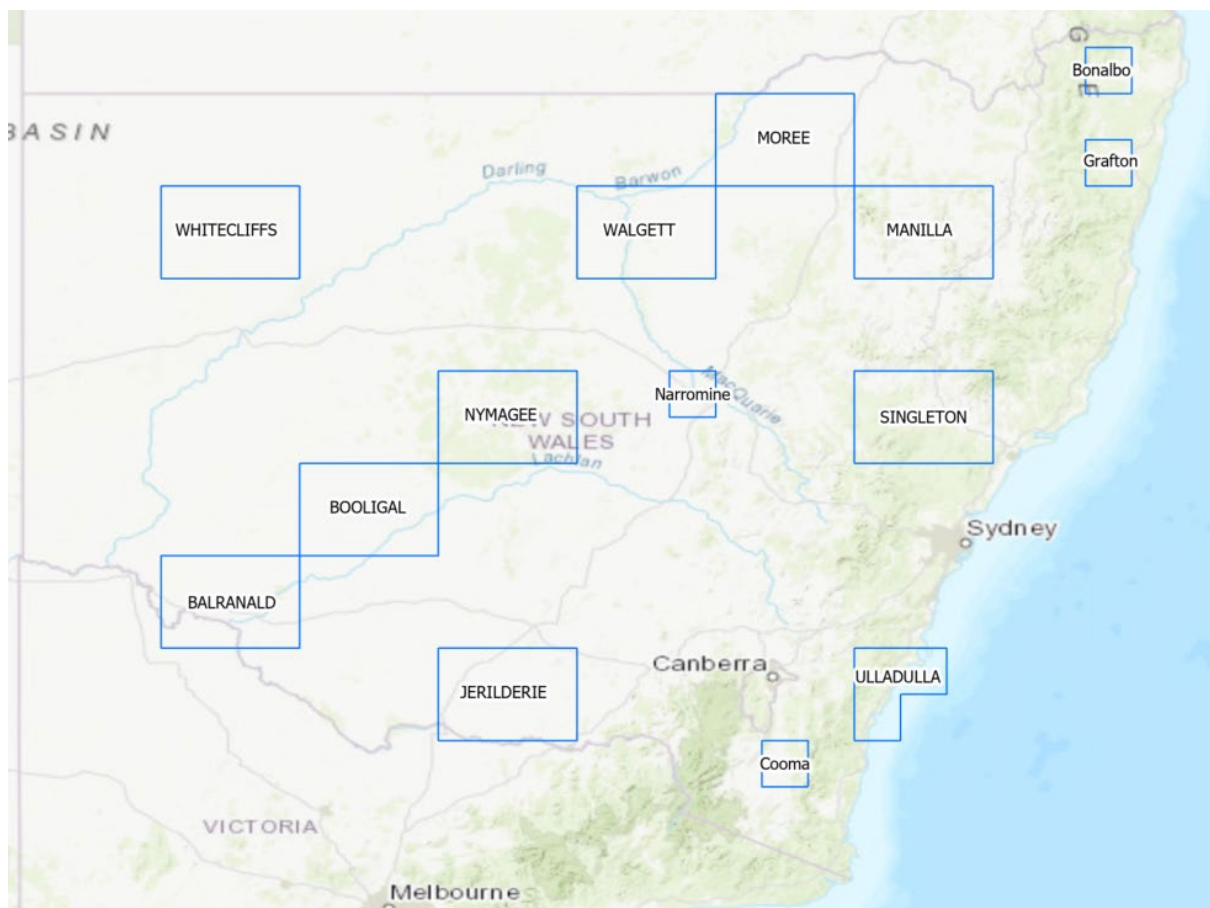 G
E
Bonalbo
BASIN
MOREE
Grafton
Darling
Barwon
WHITECLIFFS
WALGETT
MANILLA
Narromine
MacQuarie
NYMAGEE
NEW SOUTH
WALES
SINGLETON
Lachlan
BOOLIGAL
Sydney
BALRANALD
Canberra
ULLADULLA
JERILDERIE
Cooma
VICTORIA
Melbourne